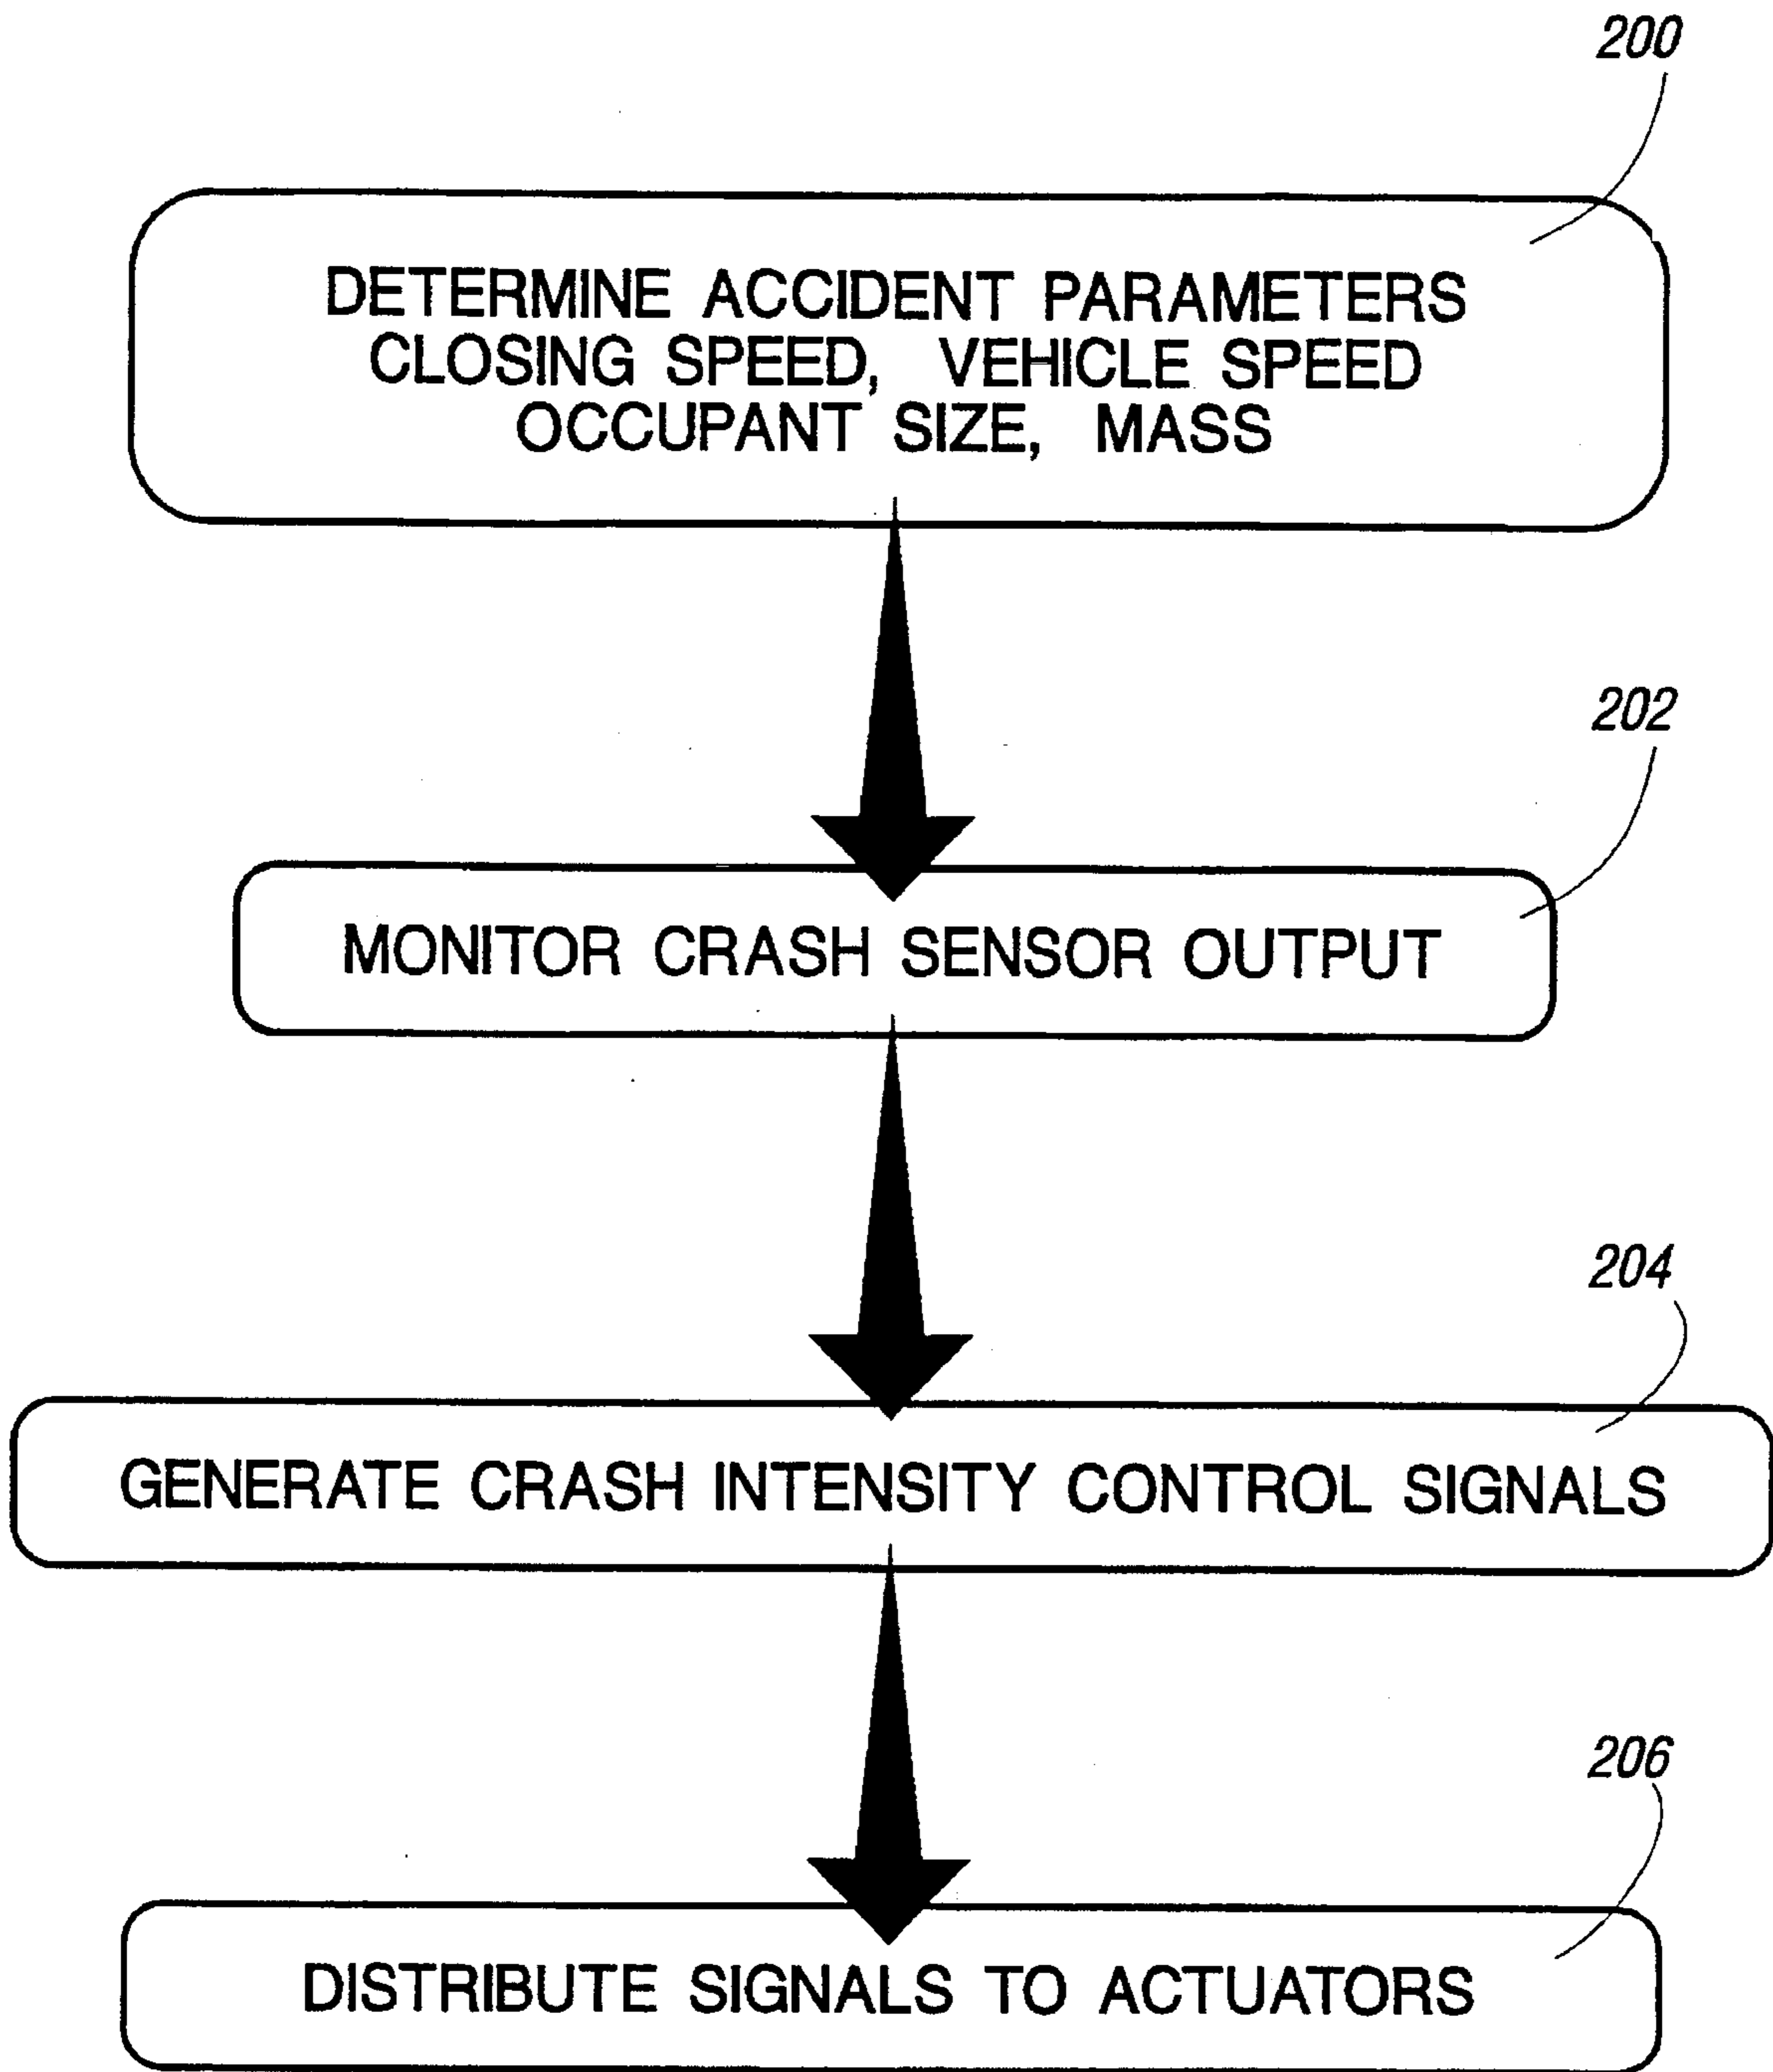 200
DETERMINE ACCIDENT PARAMETERS
CLOSING SPEED, VEHICLE SPEED
OCCUPANT SIZE, MASS
202
MONITOR CRASH SENSOR OUTPUT
204
GENERATE CRASH INTENSITY CONTROL SIGNALS
206
DISTRIBUTE SIGNALS TO ACTUATORS